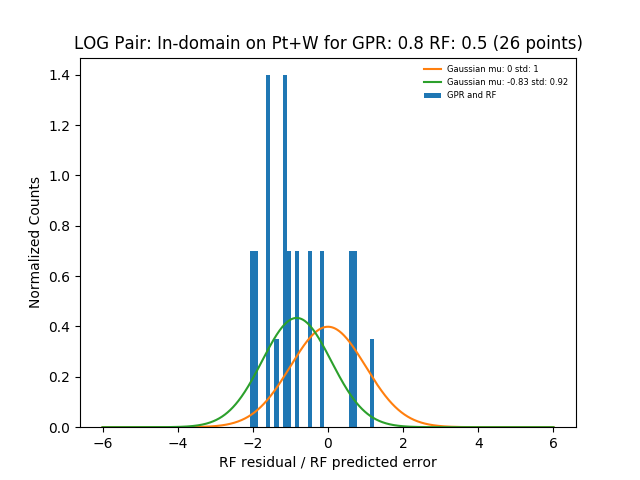 LOG Pair: In-domain on Pt+W for GPR: 0.8 RF: 0.5 (26 points)
Gaussian mu: 0 std: 1
Gaussian mu: -0.83 std: 0.92
GPR and RF
Normalized Counts
1.4
1.2
1.0
0.8
0.6
0.4
0.2
0.0
−6 −4 −2 0 2 4 6
RF residual / RF predicted error